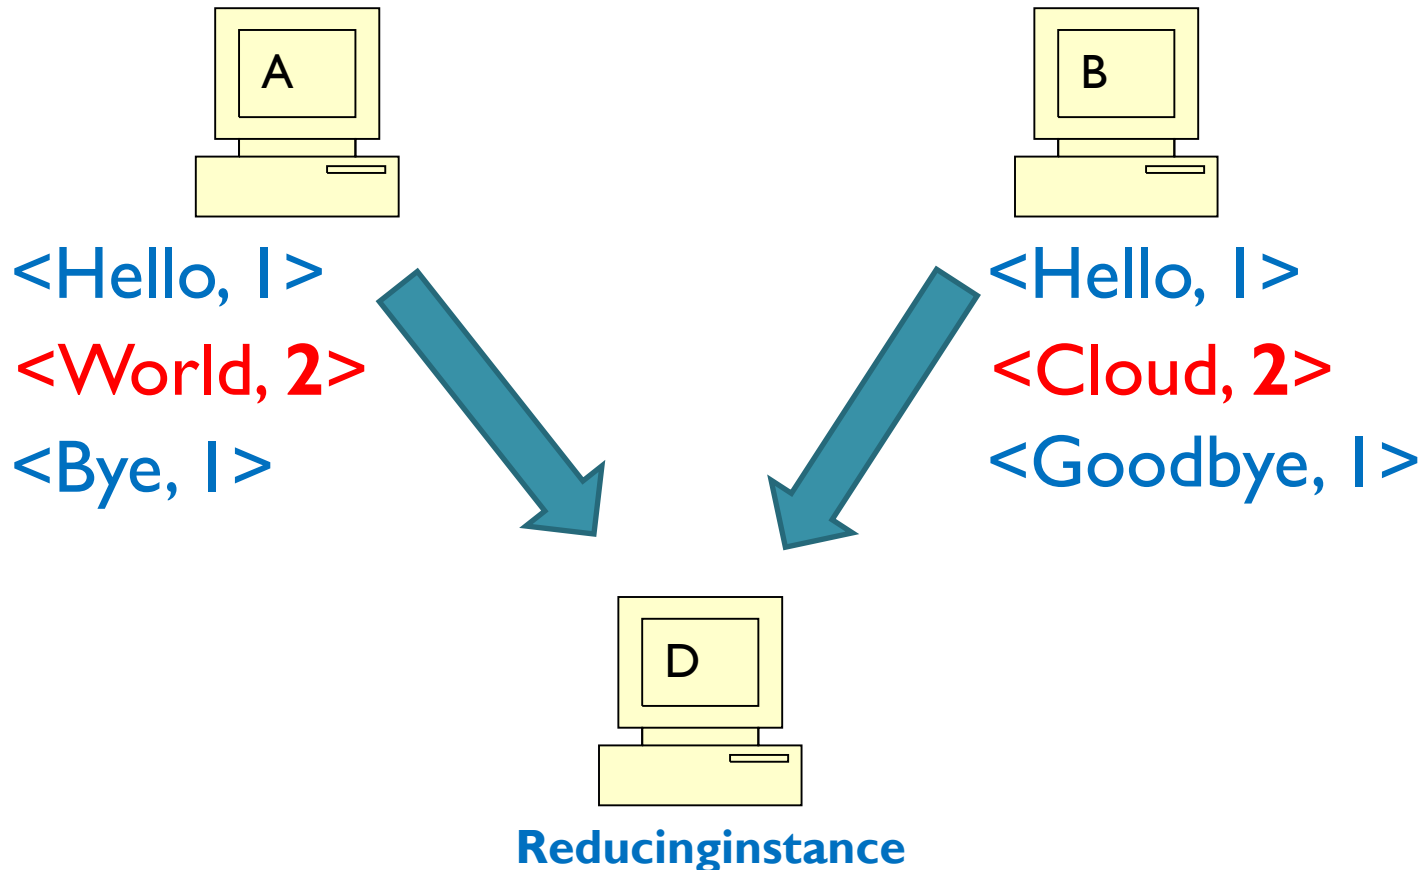 A
B
<Hello, 1>
<World, 2>
<Bye, 1>
<Hello, 1>
<Cloud, 2>
<Goodbye, 1>
D
Reducinginstance